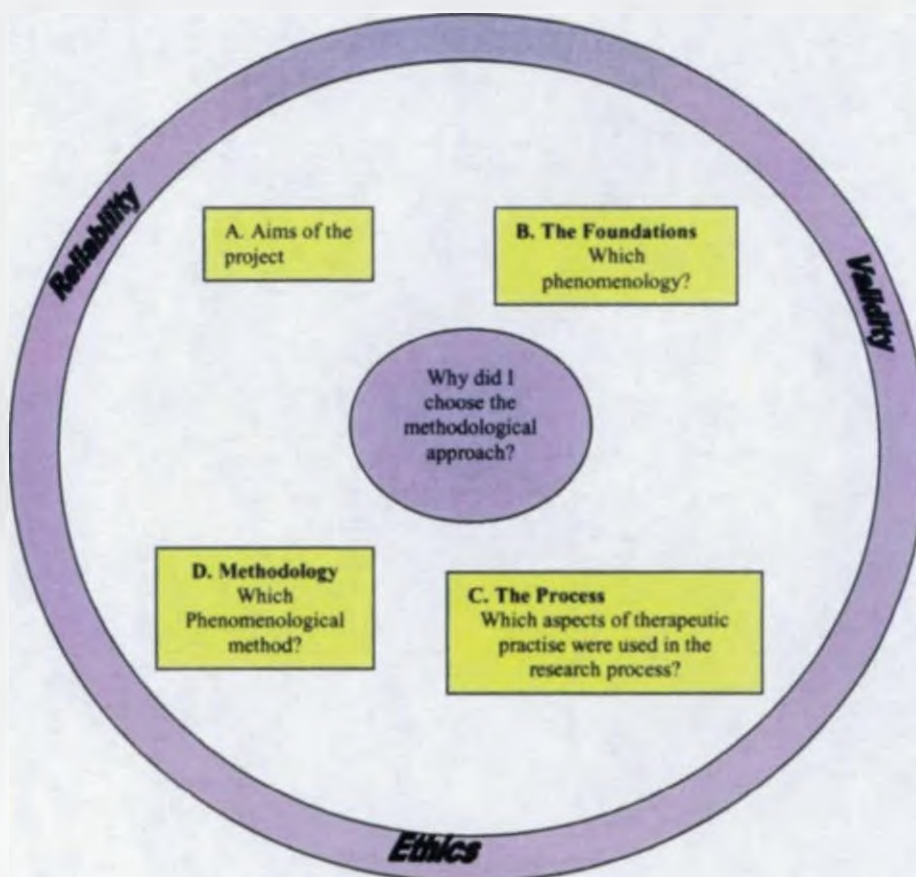 Reliability
Validity
A. Aims of the
project
B. The Foundations
Which
phenomenology?
Why did I
choose the
methodological
approach?
D. Methodology
Which
Phenomenological
method?
C. The Process
Which aspects of therapeutic
practise were used in the
research process?
Ethics